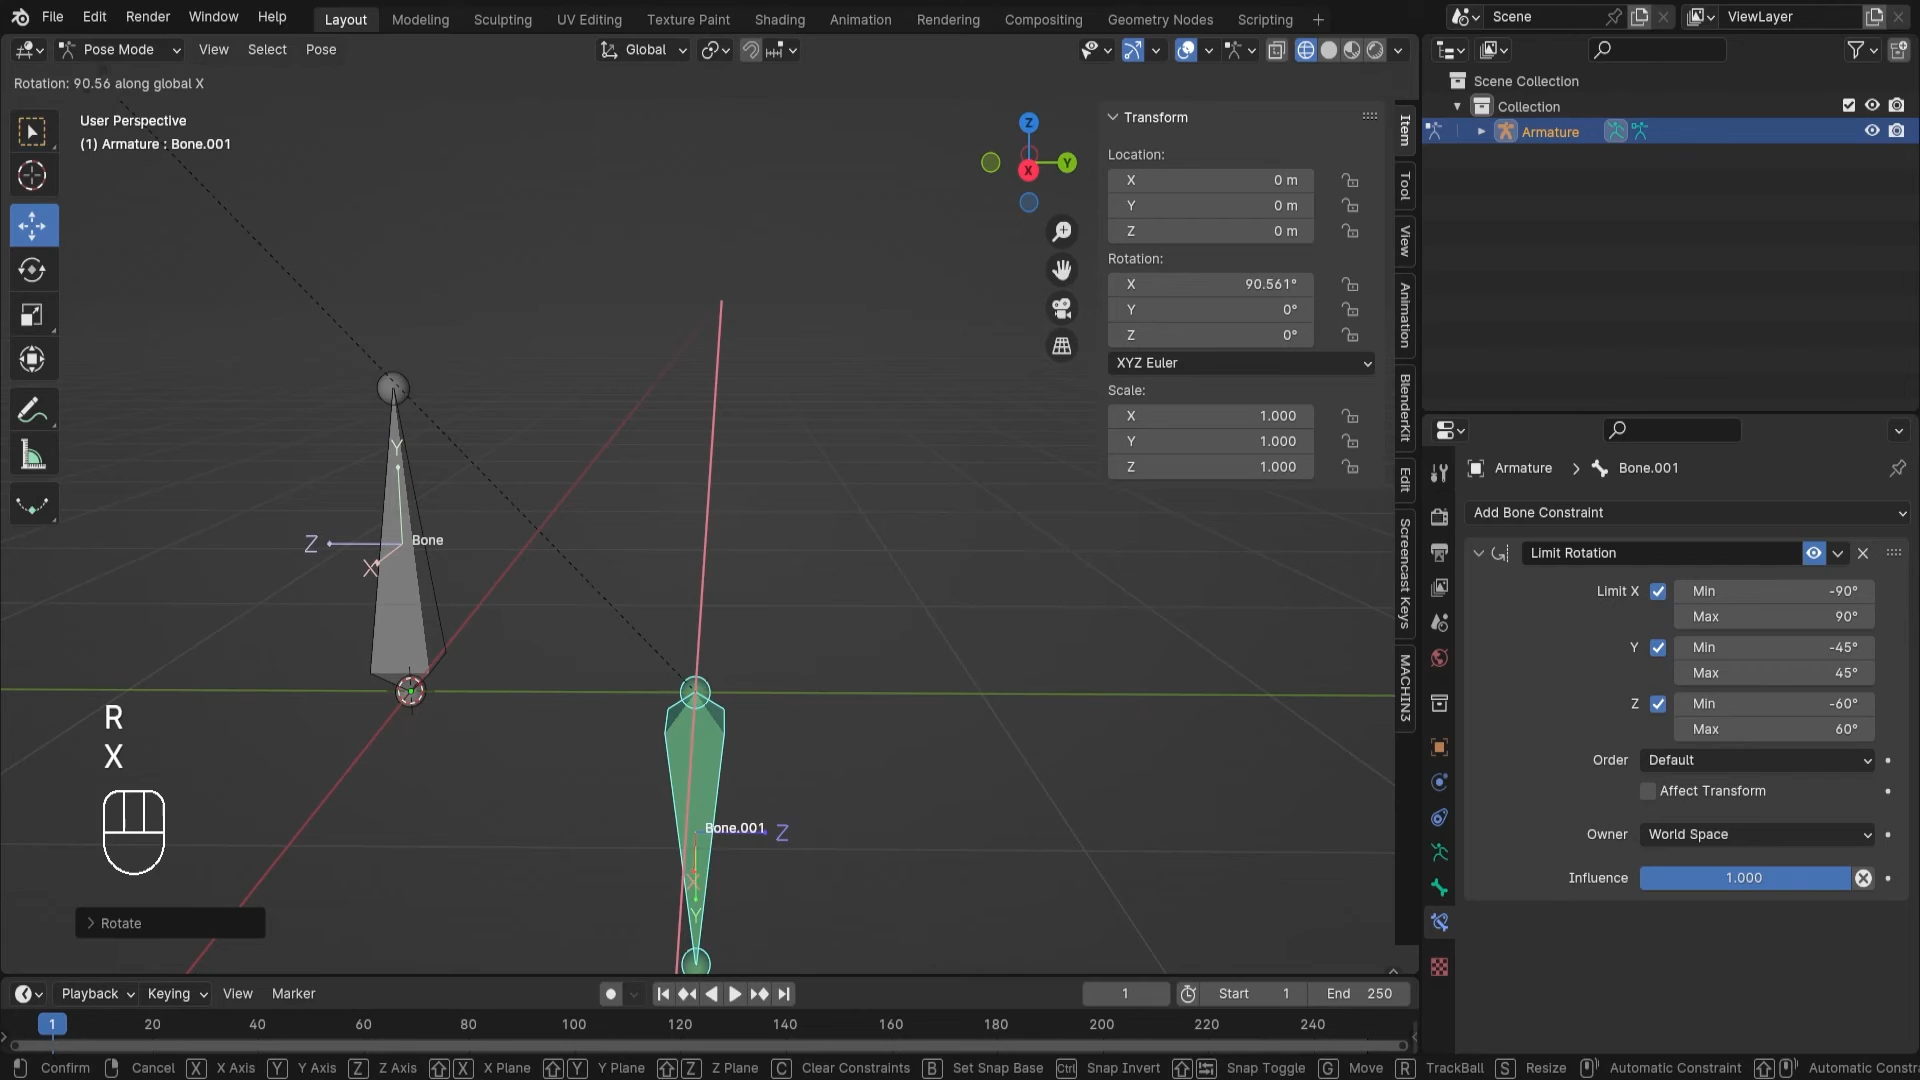 File Edit Render Window Help Layout Modeling Sculpting UV Editing Texture Paint Shading Animation Rendering Compositing Geometry Nodes Scripting + Scene ViewLayer
Pose Mode View Select Pose Global
Rotation: 90.56 along global X
User Perspective
(1) Armature : Bone.001
Z
Y
X
Transform
Location:
X 0 m
Y 0 m
Z 0 m
Rotation:
X 90.561°
Y 0°
Z 0°
XYZ Euler
Scale:
X 1.000
Y 1.000
Z 1.000
Item
Tool
View
Animation
BlenderKit
Edit
Screencast Keys
MACHIN3
Scene Collection
Collection
Armature
Armature Bone.001
Add Bone Constraint
Limit Rotation
Limit X Min -90°
Max 90°
Y Min -45°
Max 45°
Z Min -60°
Max 60°
Order Default
Affect Transform
Owner World Space
Influence 1.000
Y
Z Bone
X
Bone.001 Z
X
Y
R
X
Rotate
Playback Keying View Marker 1 Start 1 End 250
1 20 40 60 80 100 120 140 160 180 200 220 240
Confirm Cancel X X Axis Y Y Axis Z Z Axis X X Plane Y Y Plane Z Z Plane C Clear Constraints B Set Snap Base Ctrl Snap Invert Snap Toggle G Move R TrackBall S Resize Automatic Constraint Automatic Constr